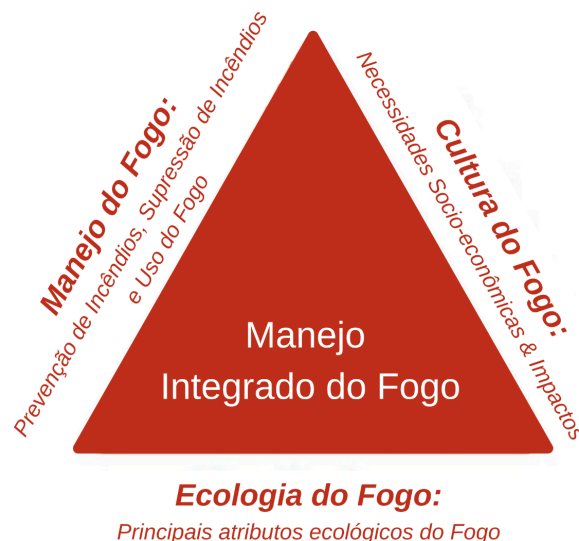 Manejo do Fogo:
Prevenção de Incêndios, Supressão de Incêndios
e Uso do Fogo
Cultura do Fogo:
Necessidades Socio-econômicas & Impactos
Manejo
Integrado do Fogo
Ecologia do Fogo:
Principais atributos ecológicos do Fogo